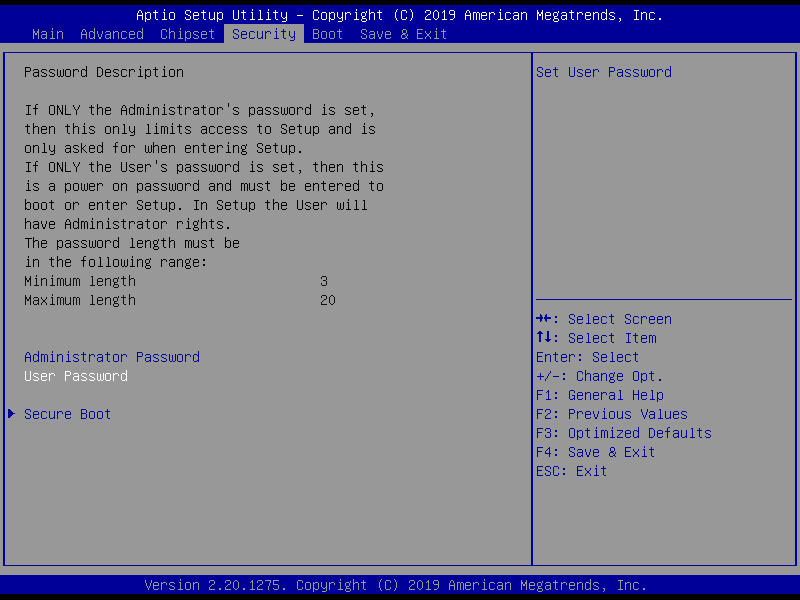 Aptio Setup Utility – Copyright (C) 2019 American Megatrends, Inc.
Main Advanced Chipset Security Boot Save & Exit
Password Description
If ONLY the Administrator's password is set,
then this only limits access to Setup and is
only asked for when entering Setup.
If ONLY the User's password is set, then this
is a power on password and must be entered to
boot or enter Setup. In Setup the User will
have Administrator rights.
The password length must be
in the following range:
Minimum length 3
Maximum length 20
Administrator Password
User Password
Secure Boot
Set User Password
→←: Select Screen
↑↓: Select Item
Enter: Select
+/-: Change Opt.
F1: General Help
F2: Previous Values
F3: Optimized Defaults
F4: Save & Exit
ESC: Exit
Version 2.20.1275. Copyright (C) 2019 American Megatrends, Inc.